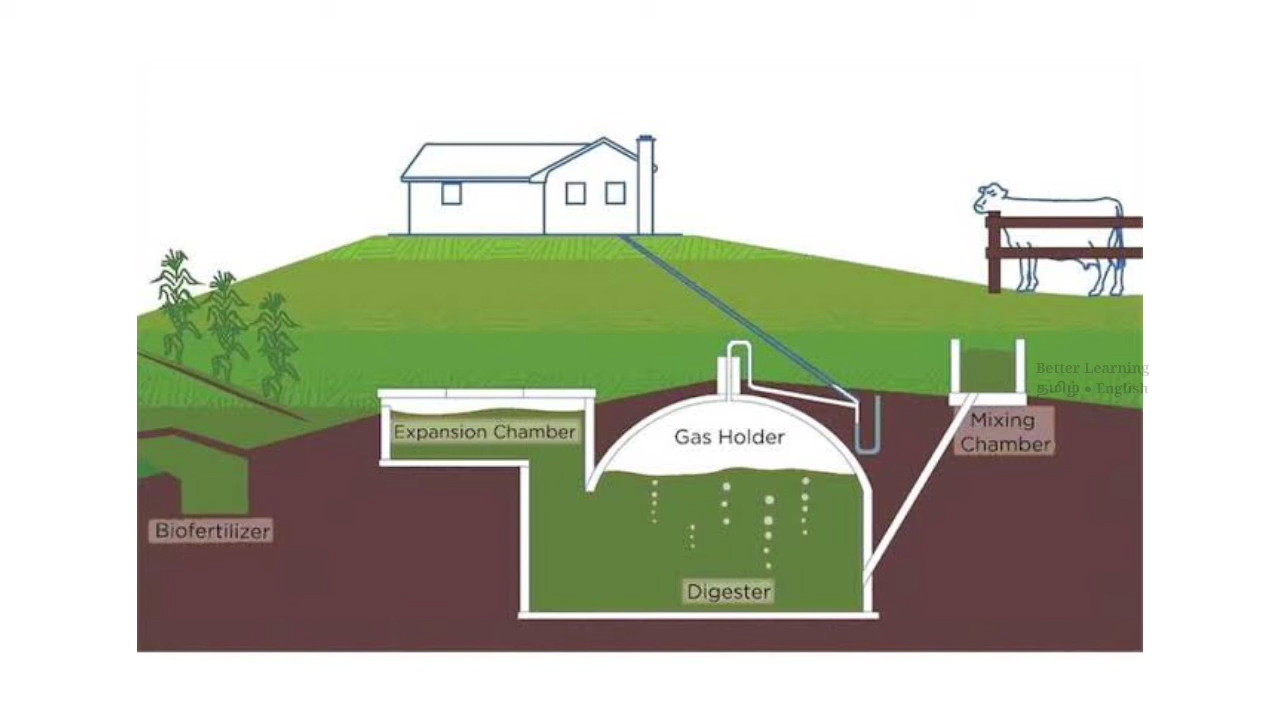 Better Learning
தமிழ் • English
Expansion Chamber
Gas Holder
Mixing
Chamber
Biofertilizer
Digester